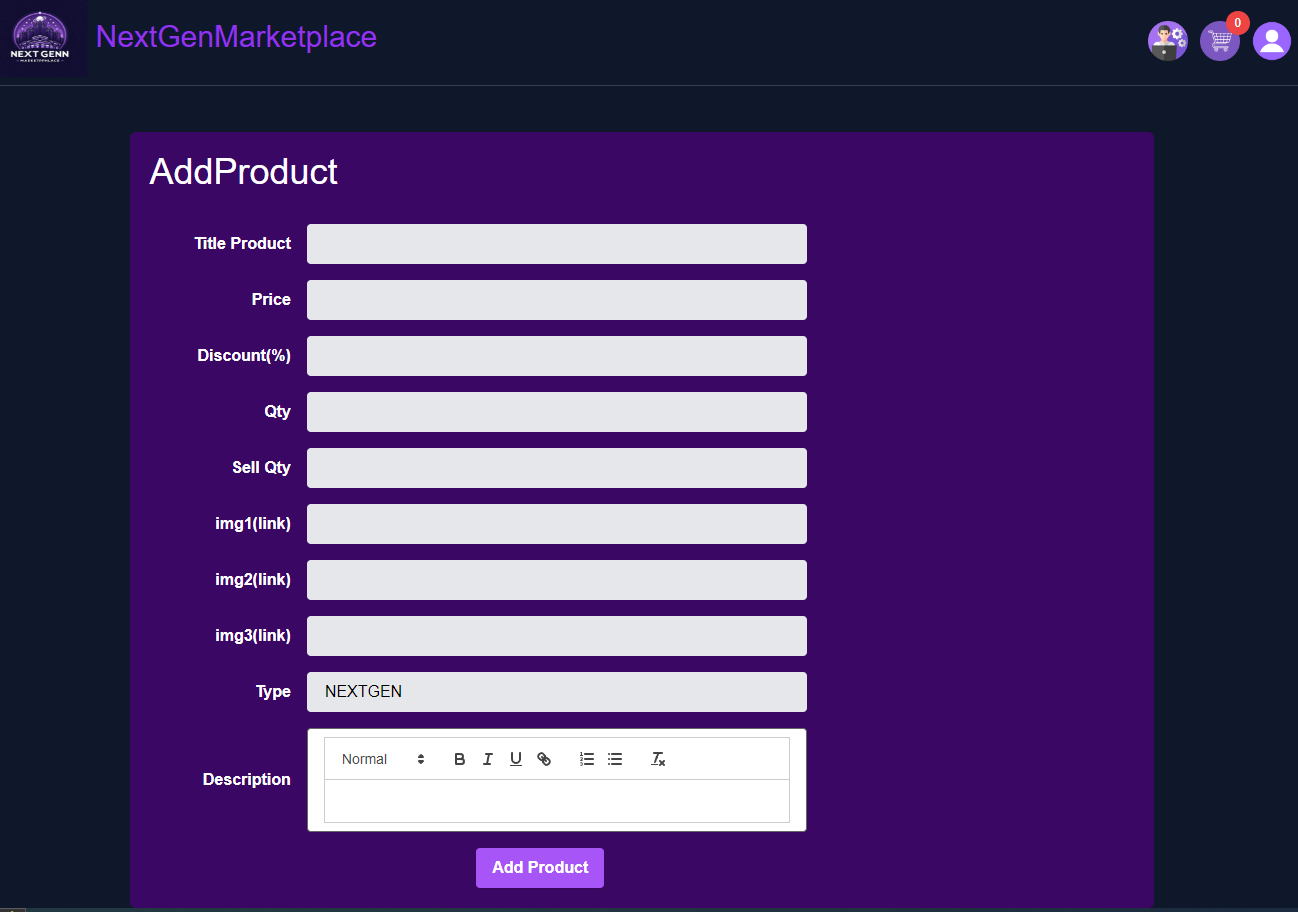 NEXT GENN
NextGenMarketplace
0
AddProduct
Title Product
Price
Discount(%)
Qty
Sell Qty
img1(link)
img2(link)
img3(link)
Type NEXTGEN
Normal B I U
Description
Add Product